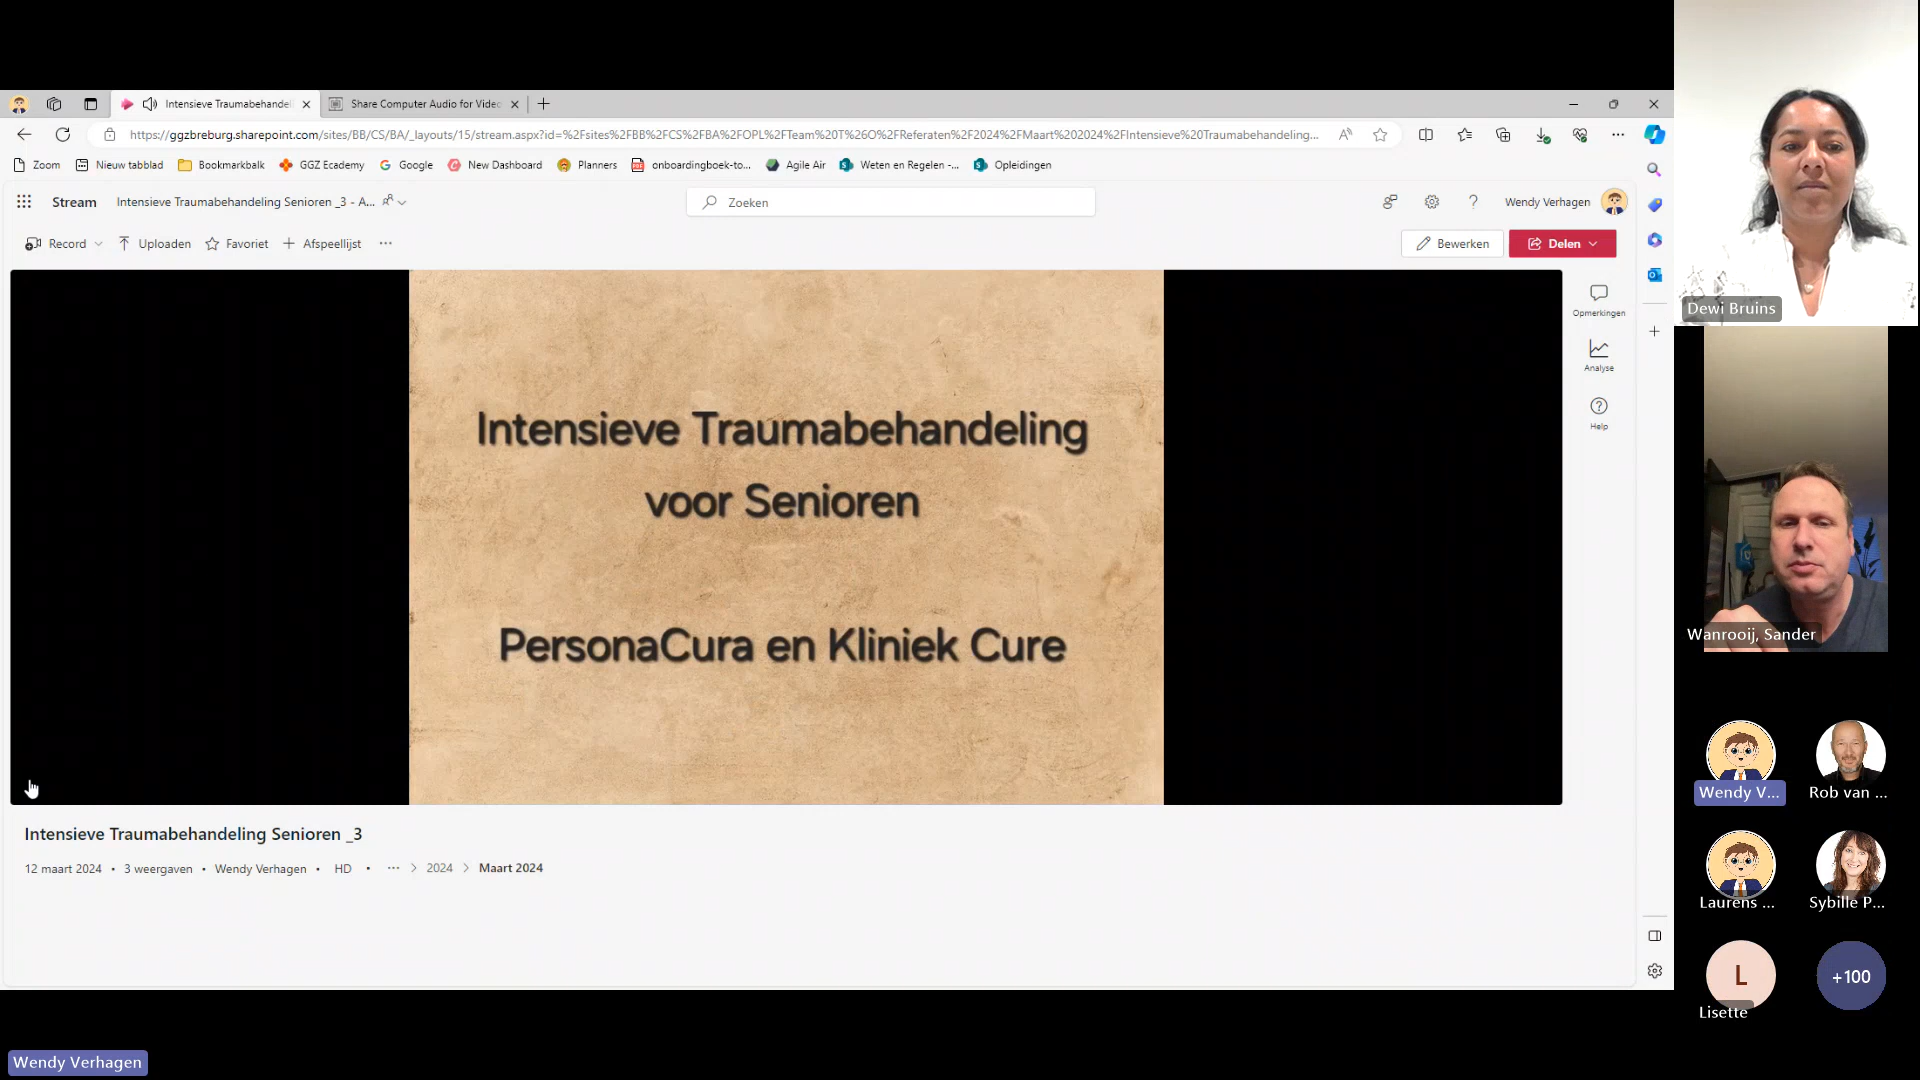 Intensieve Traumabehandel
Share Computer Audio for Video
https://ggzbreburg.sharepoint.com/sites/BB/CS/BA/_layouts/15/stream.aspx?id=%2Fsites%2FBB%2FCS%2FBA%2FOPL%2FTeam%20T%26O%2FReferaten%2F2024%2FMaart%202024%2FIntensieve%20Traumabehandeling...
Zoom
Nieuw tabblad
Bookmarkbalk
GGZ Ecademy
Google
New Dashboard
Planners
onboardingboek-to...
Agile Air
Weten en Regelen -...
Opleidingen
Stream
Intensieve Traumabehandeling Senioren _3 - A...
Zoeken
Wendy Verhagen
Record
Uploaden
Favoriet
Afspeellijst
Bewerken
Delen
Opmerkingen
Analyse
Help
Intensieve Traumabehandeling
voor Senioren
PersonaCura en Kliniek Cure
Intensieve Traumabehandeling Senioren _3
12 maart 2024 • 3 weergaven • Wendy Verhagen • HD • ... > 2024 > Maart 2024
Dewi Bruins
Wanrooij, Sander
Wendy V...
Rob van ...
Laurens ...
Sybille P...
L
Lisette
+100
Wendy Verhagen